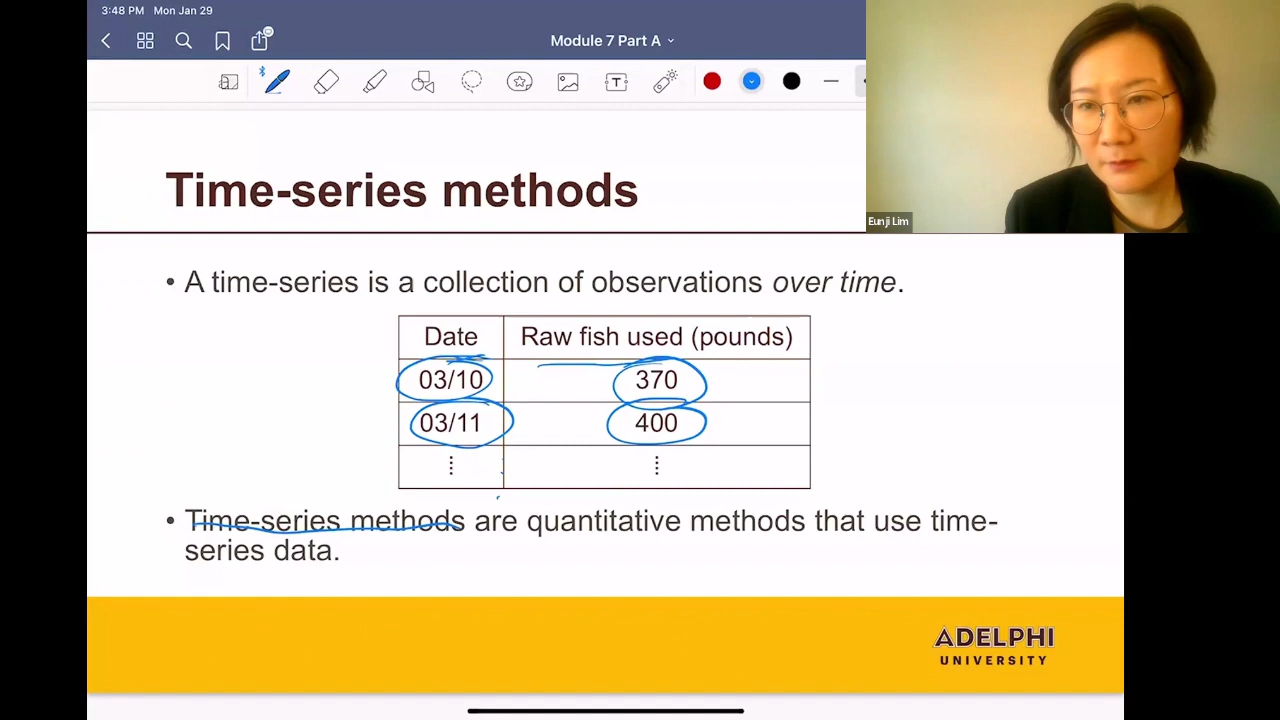 3:48 PM Mon Jan 29
Module 7 Part A
T
Eunji Lim
Time-series methods
• A time-series is a collection of observations over time.
Date Raw fish used (pounds)
03/10 370
03/11 400
⋮ ⋮
• Time-series methods are quantitative methods that use time-
series data.
ADELPHI
UNIVERSITY